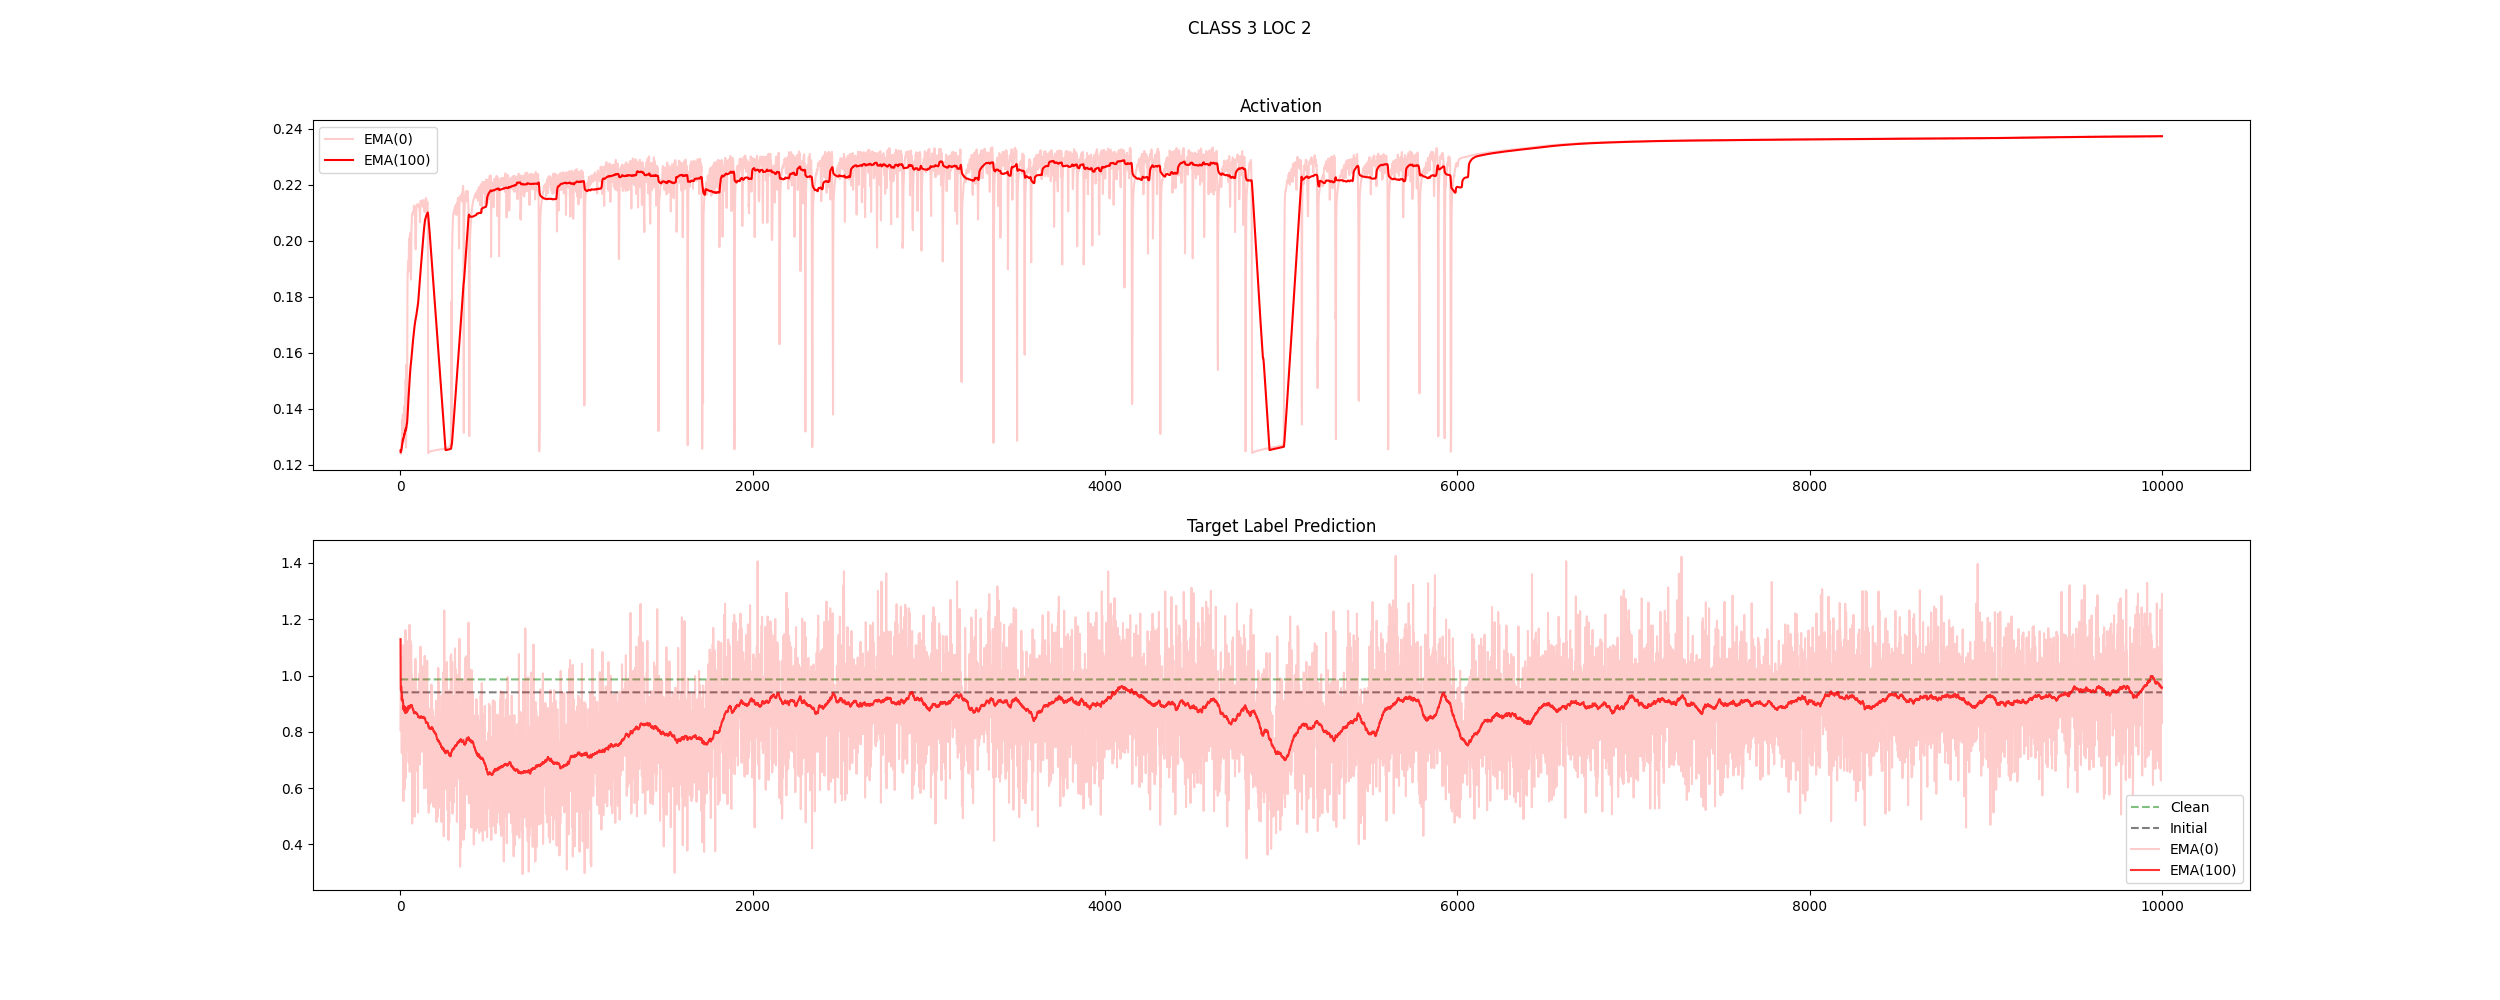 CLASS 3 LOC 2
Activation
0.24
0.22
0.20
0.18
0.16
0.14
0.12
EMA(0)
EMA(100)
0
2000
4000
6000
8000
10000
Target Label Prediction
1.4
1.2
1.0
0.8
0.6
0.4
Clean
Initial
EMA(0)
EMA(100)
0
2000
4000
6000
8000
10000